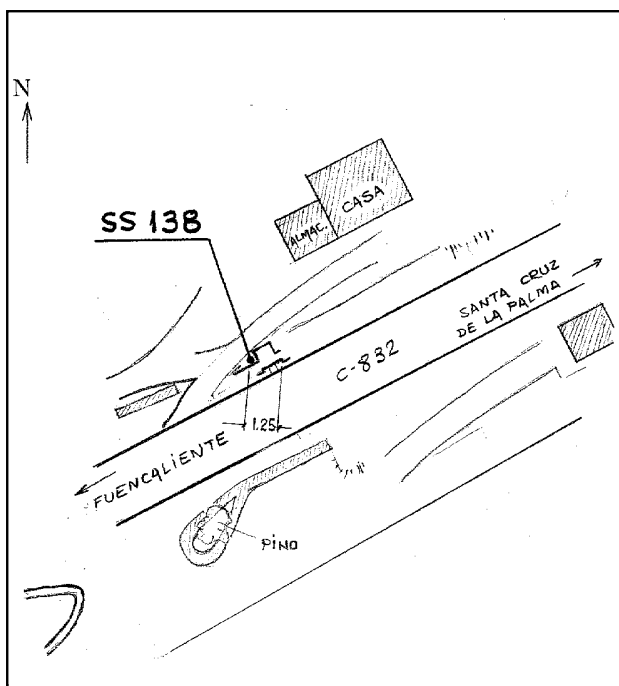 N
CASA
ALMAC.
SS 138
SANTA CRUZ
DE LA PALMA
C-832
1.25
FUENCALIENTE
PINO